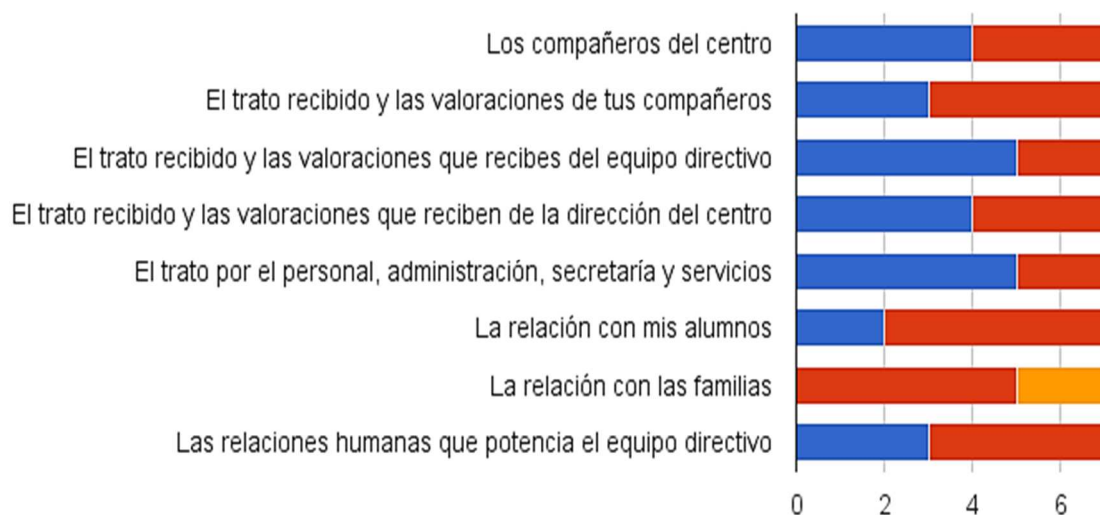 Los compañeros del centro
El trato recibido y las valoraciones de tus compañeros
El trato recibido y las valoraciones que recibes del equipo directivo
El trato recibido y las valoraciones que reciben de la dirección del centro
El trato por el personal, administración, secretaría y servicios
La relación con mis alumnos
La relación con las familias
Las relaciones humanas que potencia el equipo directivo
0 2 4 6